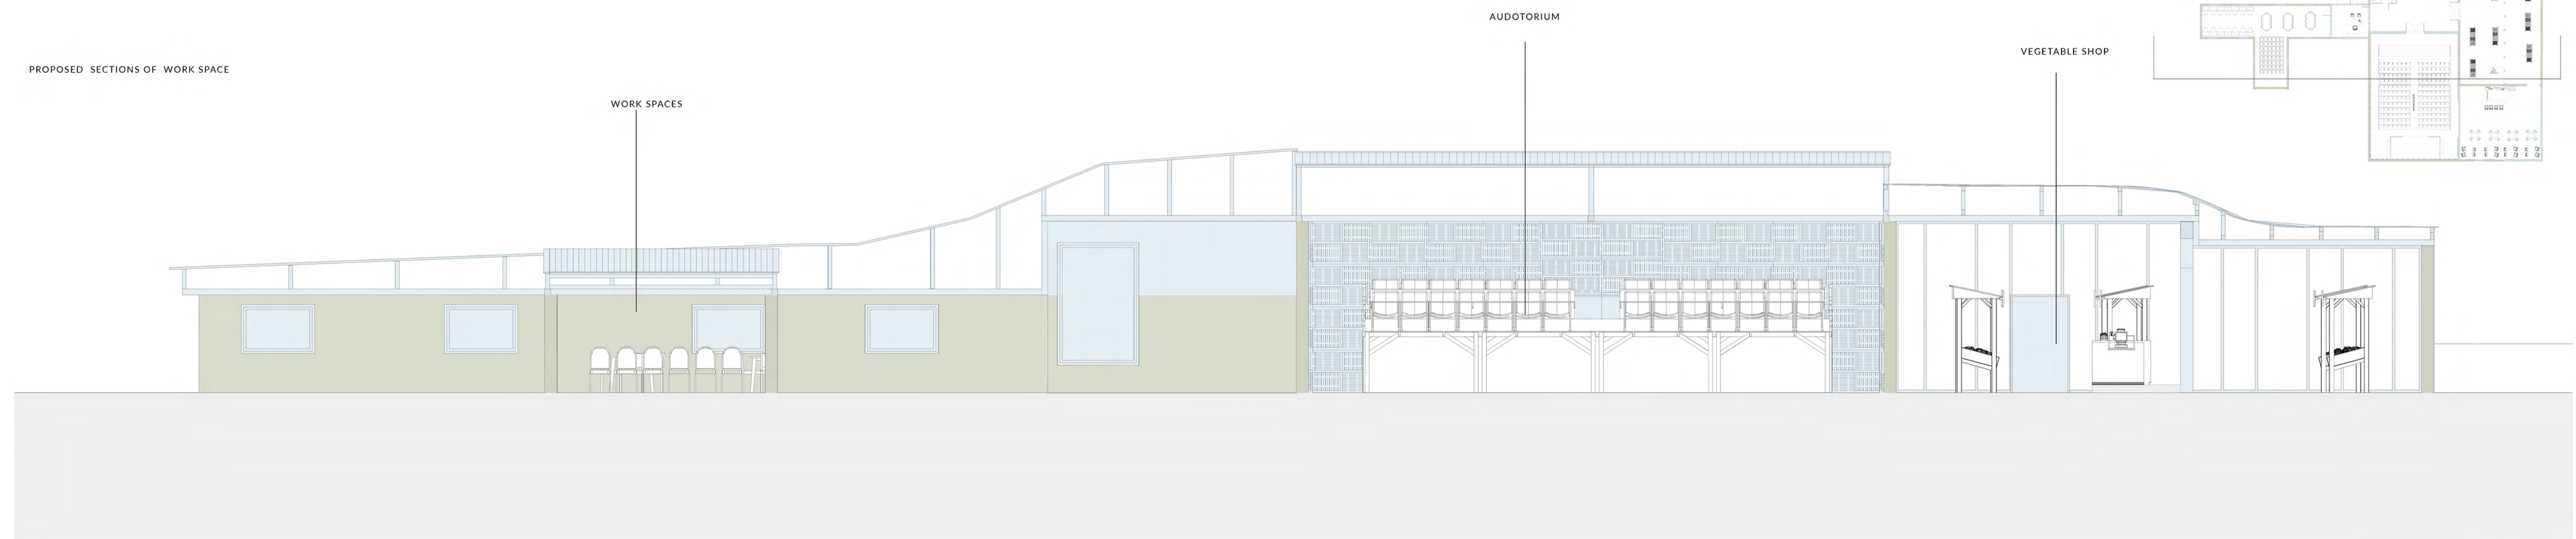 AUDOTORIUM
VEGETABLE SHOP
PROPOSED SECTIONS OF WORK SPACE
WORK SPACES